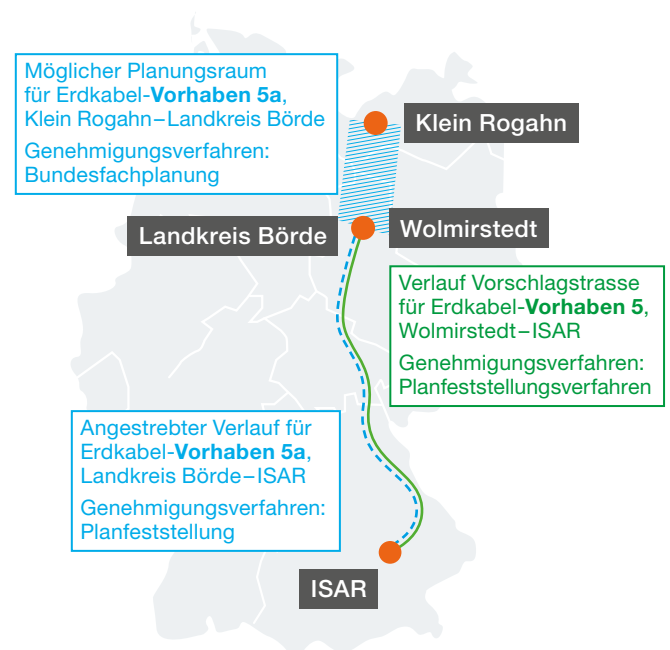 Möglicher Planungsraum
für Erdkabel-Vorhaben 5a,
Klein Rogahn–Landkreis Börde
Genehmigungsverfahren:
Bundesfachplanung
Klein Rogahn
Landkreis Börde
Wolmirstedt
Verlauf Vorschlagstrasse
für Erdkabel-Vorhaben 5,
Wolmirstedt–ISAR
Genehmigungsverfahren:
Planfeststellungsverfahren
Angestrebter Verlauf für
Erdkabel-Vorhaben 5a,
Landkreis Börde–ISAR
Genehmigungsverfahren:
Planfeststellung
ISAR